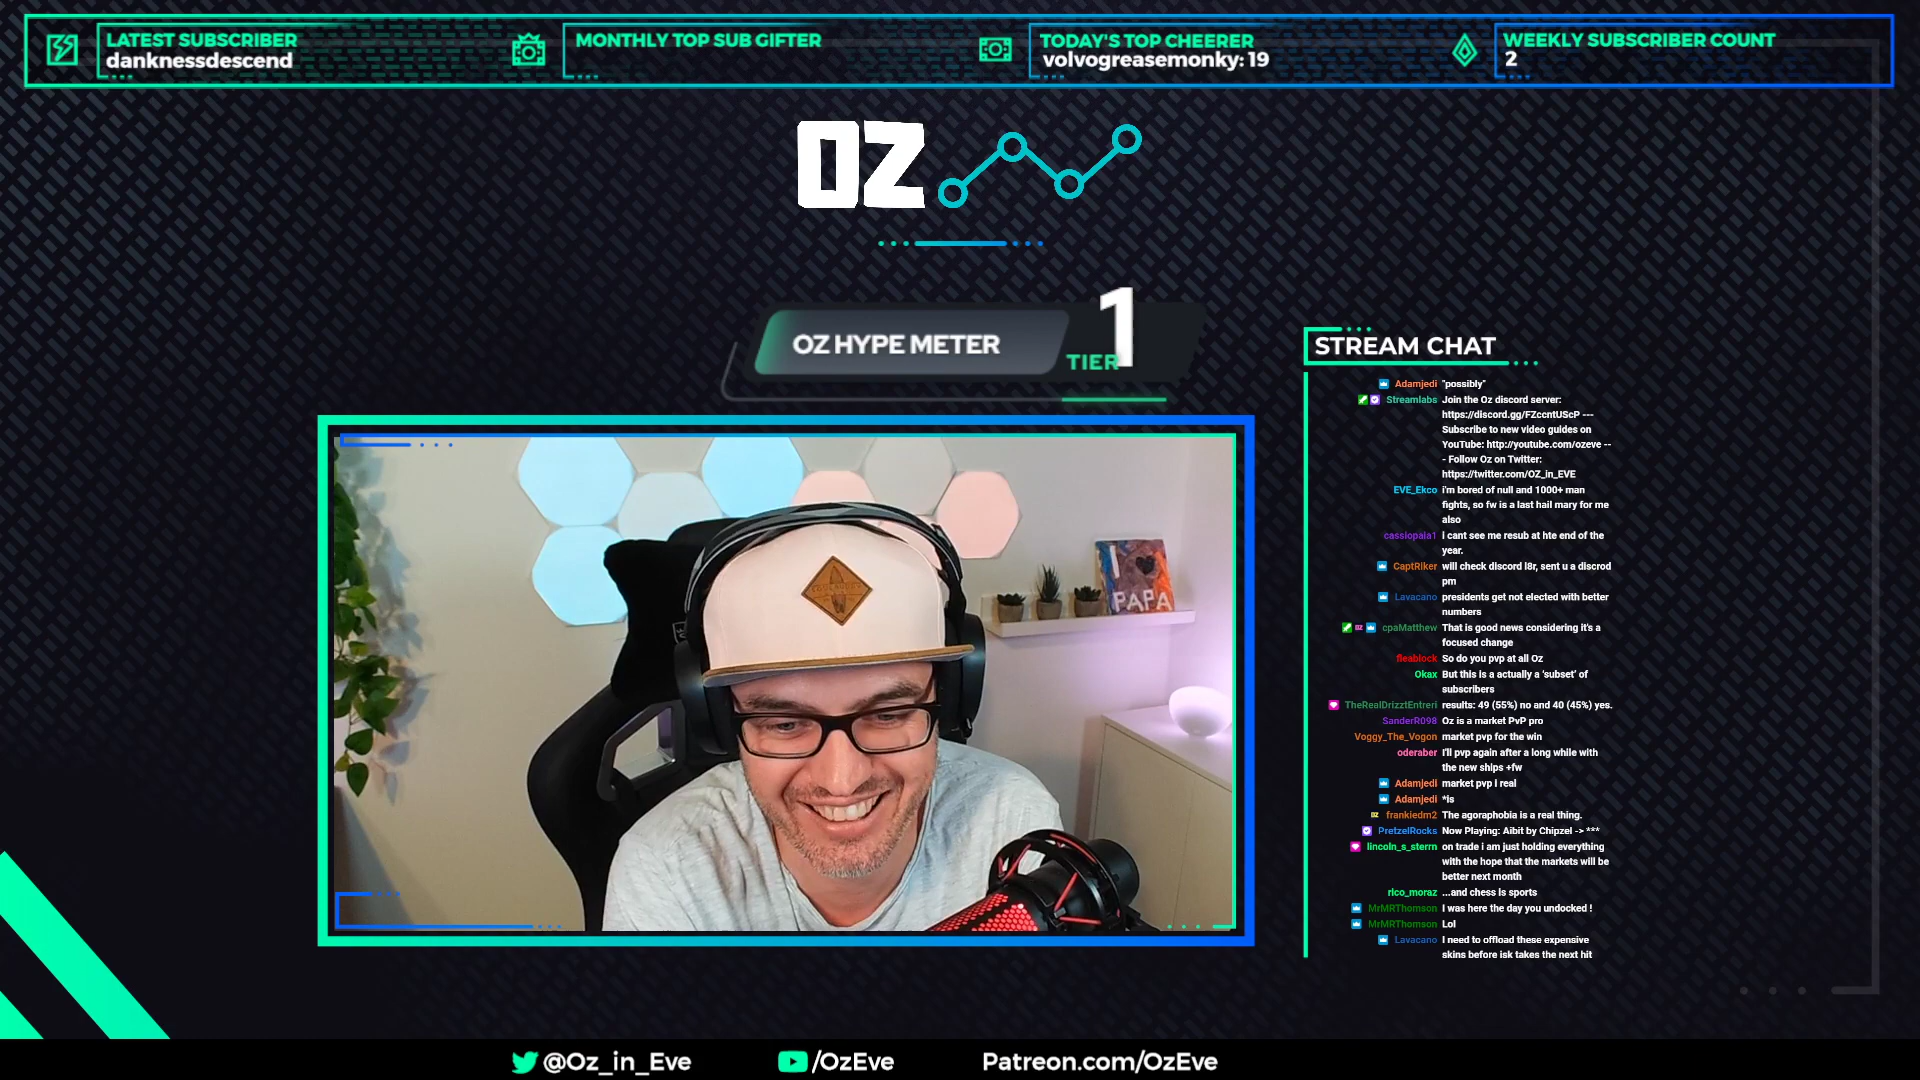 LATEST SUBSCRIBER
danknessdescend
MONTHLY TOP SUB GIFTER
TODAY'S TOP CHEERER
volvogreasemonky: 19
WEEKLY SUBSCRIBER COUNT
2
OZ
OZ HYPE METER
TIER 1
I
PAPA
STREAM CHAT
Adamjedi "possibly"
Streamlabs Join the Oz discord server:
https://discord.gg/FZccntUScP ---
Subscribe to new video guides on
YouTube: http://youtube.com/ozeve --
- Follow Oz on Twitter:
https://twitter.com/OZ_in_EVE
EVE_Ekco i'm bored of null and 1000+ man
fights, so fw is a last hail mary for me
also
cassiopaia1 i cant see me resub at hte end of the
year.
CaptRiker will check discord l8r, sent u a discrod
pm
Lavacano presidents get not elected with better
numbers
cpaMatthew That is good news considering it's a
focused change
fleablock So do you pvp at all Oz
Okax But this is a actually a 'subset' of
subscribers
TheRealDrizztEntreri results: 49 (55%) no and 40 (45%) yes.
SanderR098 Oz is a market PvP pro
Voggy_The_Vogon market pvp for the win
oderaber I'll pvp again after a long while with
the new ships +fw
Adamjedi market pvp i real
Adamjedi *is
frankiedm2 The agoraphobia is a real thing.
PretzelRocks Now Playing: Aibit by Chipzel -> ***
lincoln_s_sterrn on trade i am just holding everything
with the hope that the markets will be
better next month
rico_moraz ...and chess is sports
MrMRThomson I was here the day you undocked !
MrMRThomson Lol
Lavacano I need to offload these expensive
skins before isk takes the next hit
@Oz_in_Eve
/OzEve
Patreon.com/OzEve